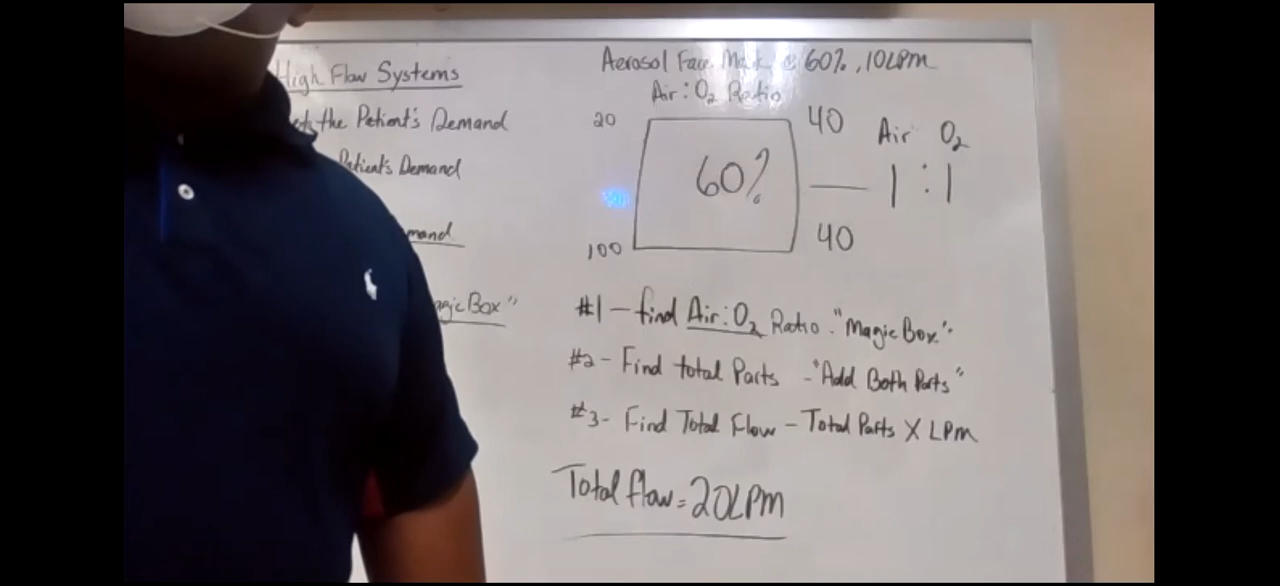 High Flow Systems
the Patient's Demand
Patient's Demand
Box"
Aerosol Face Mask @ 60%, 10LPM
Air:O₂ Ratio
20
40
60%
100
40
Air O₂
1:1
#1 - find Air:O₂ Ratio - "Magic Box".
#2 - Find total Parts - "Add Both Parts"
#3 - Find Total Flow - Total Parts X LPM
Total flow = 20LPM